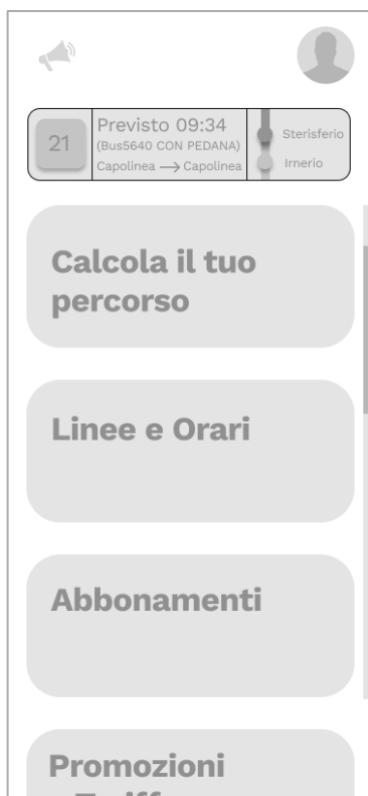 21
Previsto 09:34
(Bus5640 CON PEDANA)
Capolinea → Capolinea
Sterisferio
Irnerio
Calcola il tuo
percorso
Linee e Orari
Abbonamenti
Promozioni